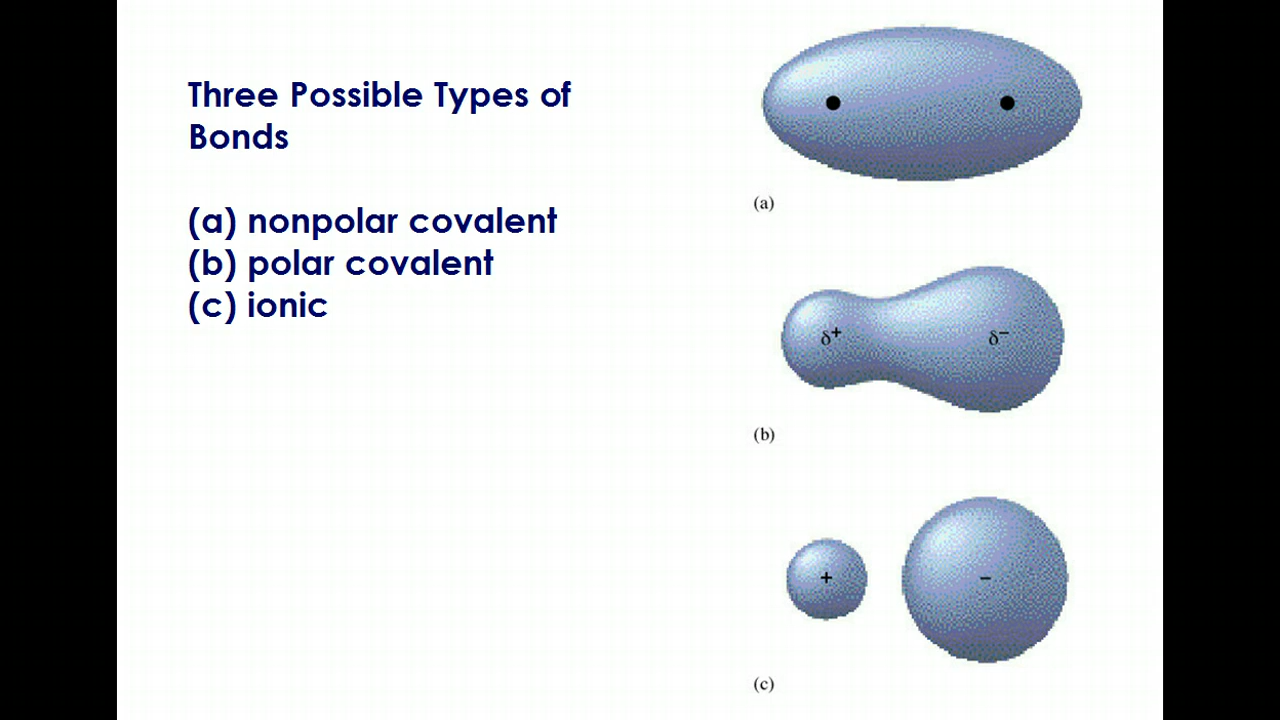 Three Possible Types of
Bonds
(a) nonpolar covalent
(b) polar covalent
(c) ionic
(a)
δ+ δ−
(b)
+ −
(c)